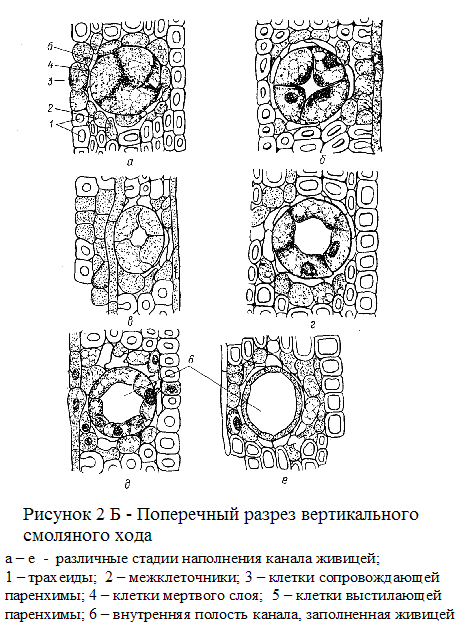 6
4
3
2
1
а
б
в
г
6
д
е
Рисунок 2 Б - Поперечный разрез вертикального
смоляного хода
а – е - различные стадии наполнения канала живицей;
1 – трахеиды; 2 – межклеточники; 3 – клетки сопровождающей
паренхимы; 4 – клетки мертвого слоя; 5 – клетки выстилающей
паренхимы; 6 – внутренняя полость канала, заполненная живицей